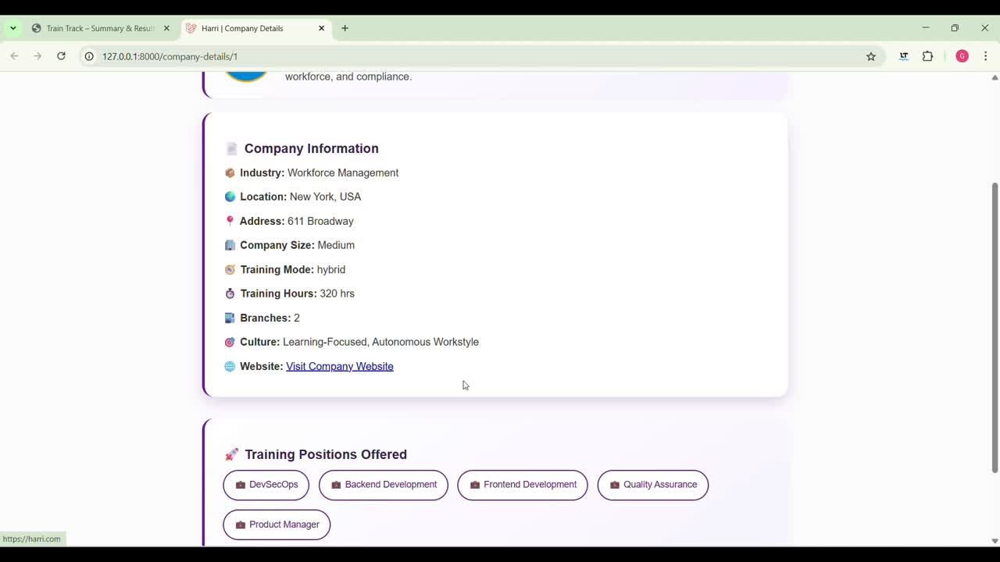 Train Track – Summary & Result
Harri | Company Details
127.0.0.1:8000/company-details/1
G
workforce, and compliance.
Company Information
Industry: Workforce Management
Location: New York, USA
Address: 611 Broadway
Company Size: Medium
Training Mode: hybrid
Training Hours: 320 hrs
Branches: 2
Culture: Learning-Focused, Autonomous Workstyle
Website: Visit Company Website
Training Positions Offered
DevSecOps
Backend Development
Frontend Development
Quality Assurance
Product Manager
https://harri.com